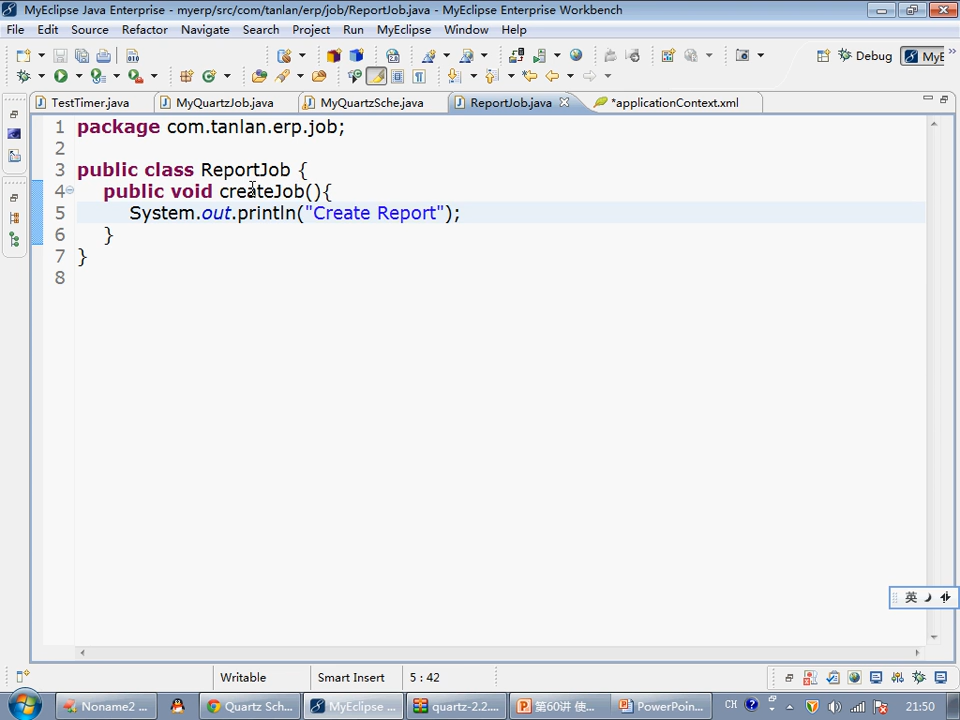 MyEclipse Java Enterprise - myerp/src/com/tanlan/erp/job/ReportJob.java - MyEclipse Enterprise Workbench
File Edit Source Refactor Navigate Search Project Run MyEclipse Window Help
Debug MyE
TestTimer.java MyQuartzJob.java MyQuartzSche.java ReportJob.java *applicationContext.xml
1 package com.tanlan.erp.job;
2
3 public class ReportJob {
4 public void createJob(){
5 System.out.println("Create Report");
6 }
7 }
8
英
Writable Smart Insert 5 : 42
Noname2 ... Quartz Sch... MyEclipse ... quartz-2.2.... 第60讲 使... PowerPoin... CH 21:50